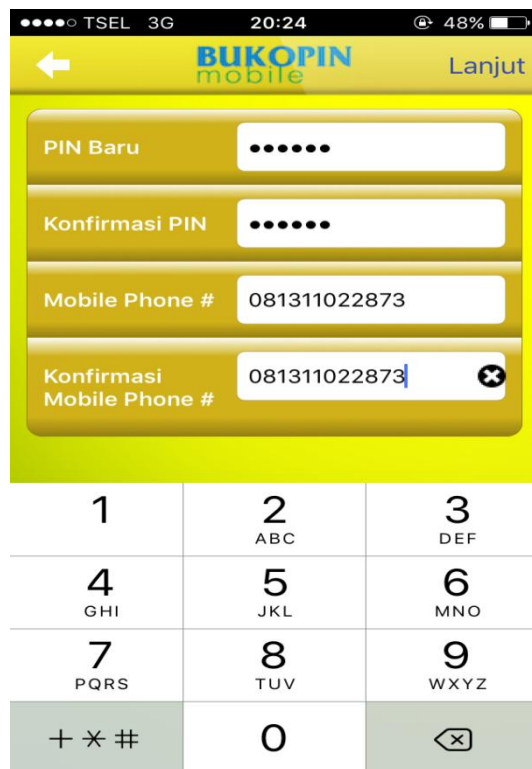 TSEL 3G 20:24 48%
BUKOPIN
mobile
Lanjut
PIN Baru ●●●●●●
Konfirmasi PIN ●●●●●●
Mobile Phone # 081311022873
Konfirmasi
Mobile Phone # 081311022873
1 2 3
ABC DEF
4 5 6
GHI JKL MNO
7 8 9
PQRS TUV WXYZ
+*# 0